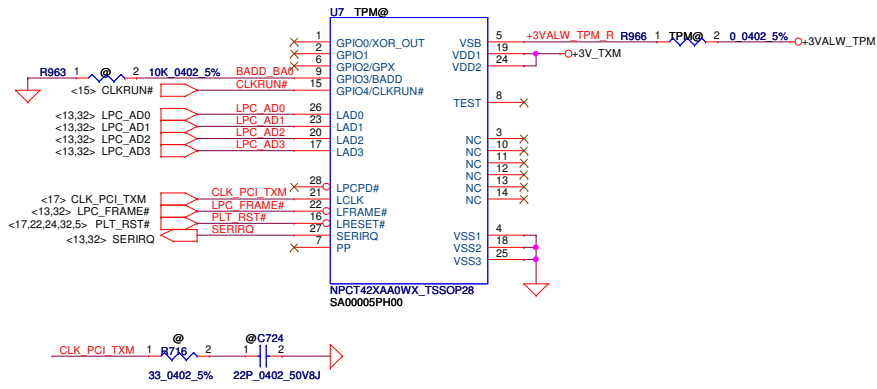 U7 TPM@
1 GPIO0/XOR_OUT VSB 5 +3VALW_TPM_R R966 1 TPM@ 2 0_0402_5% +3VALW_TPM
2 GPIO1 VDD1 19 +3V_TXM
6 GPIO2/GPX VDD2 24
R963 1 @ 2 10K_0402_5% BADD_BA0 9 GPIO3/BADD
<15> CLKRUN# CLKRUN# 15 GPIO4/CLKRUN#
TEST 8
<13,32> LPC_AD0 LPC_AD0 26 LAD0
<13,32> LPC_AD1 LPC_AD1 23 LAD1
<13,32> LPC_AD2 LPC_AD2 20 LAD2
<13,32> LPC_AD3 LPC_AD3 17 LAD3
NC 3
NC 10
NC 11
NC 12
NC 13
NC 14
28 LPCPD#
<17> CLK_PCI_TXM CLK_PCI_TXM 21 LCLK
<13,32> LPC_FRAME# LPC_FRAME# 22 LFRAME#
<17,22,24,32,5> PLT_RST# PLT_RST# 16 LRESET#
<13,32> SERIRQ SERIRQ 27 SERIRQ
7 PP
VSS1 4
VSS2 18
VSS3 25
NPCT42XAA0WX_TSSOP28
SA00005PH00
CLK_PCI_TXM 1 @ R716 2 1 @C724 2
33_0402_5% 22P_0402_50V8J